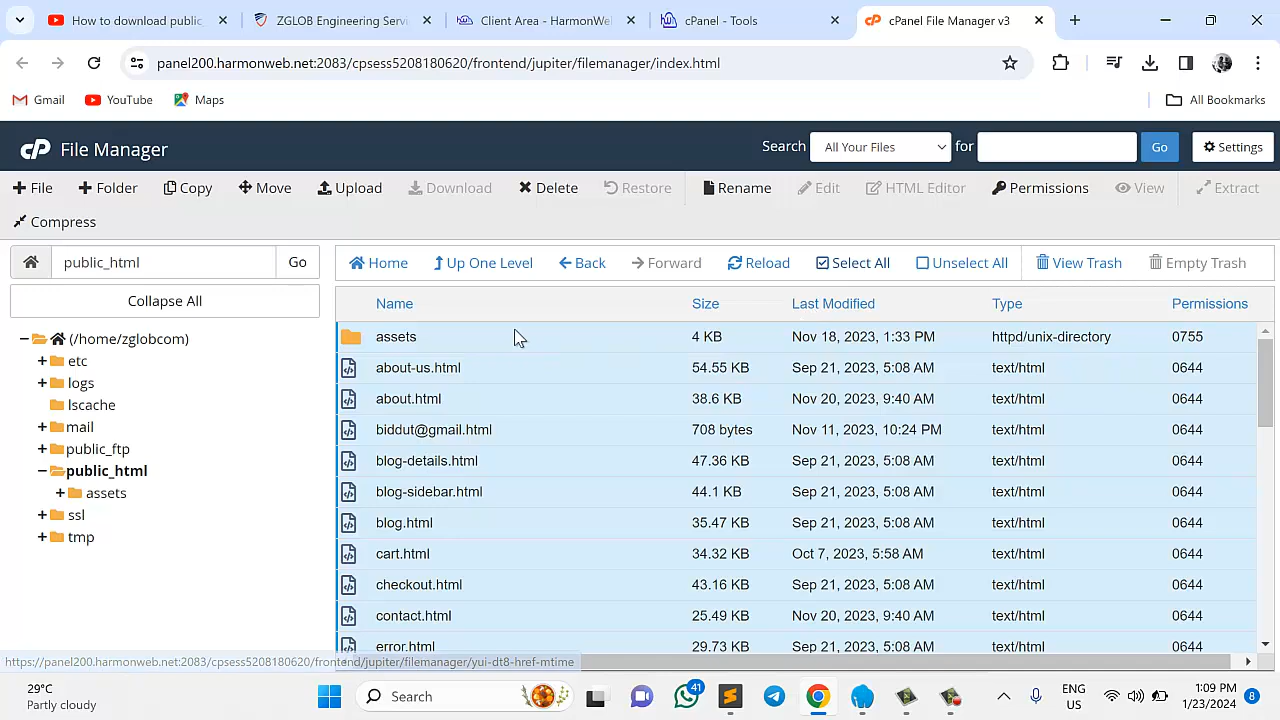 How to download public
ZGLOB Engineering Servi
Client Area - HarmonWeb
cPanel - Tools
cPanel File Manager v3
panel200.harmonweb.net:2083/cpsess5208180620/frontend/jupiter/filemanager/index.html
Gmail
YouTube
Maps
All Bookmarks
cP File Manager
Search
All Your Files
for
Go
Settings
File
Folder
Copy
Move
Upload
Download
Delete
Restore
Rename
Edit
HTML Editor
Permissions
View
Extract
Compress
public_html
Go
Collapse All
(/home/zglobcom)
etc
logs
lscache
mail
public_ftp
public_html
assets
ssl
tmp
Home
Up One Level
Back
Forward
Reload
Select All
Unselect All
View Trash
Empty Trash
Name Size Last Modified Type Permissions
assets 4 KB Nov 18, 2023, 1:33 PM httpd/unix-directory 0755
about-us.html 54.55 KB Sep 21, 2023, 5:08 AM text/html 0644
about.html 38.6 KB Nov 20, 2023, 9:40 AM text/html 0644
biddut@gmail.html 708 bytes Nov 11, 2023, 10:24 PM text/html 0644
blog-details.html 47.36 KB Sep 21, 2023, 5:08 AM text/html 0644
blog-sidebar.html 44.1 KB Sep 21, 2023, 5:08 AM text/html 0644
blog.html 35.47 KB Sep 21, 2023, 5:08 AM text/html 0644
cart.html 34.32 KB Oct 7, 2023, 5:58 AM text/html 0644
checkout.html 43.16 KB Sep 21, 2023, 5:08 AM text/html 0644
contact.html 25.49 KB Nov 20, 2023, 9:40 AM text/html 0644
error.html 29.73 KB Sep 21, 2023, 5:08 AM text/html 0644
https://panel200.harmonweb.net:2083/cpsess5208180620/frontend/jupiter/filemanager/yui-dt8-href-mtime
29°C
Partly cloudy
Search
41
ENG
US
1:09 PM
1/23/2024
8